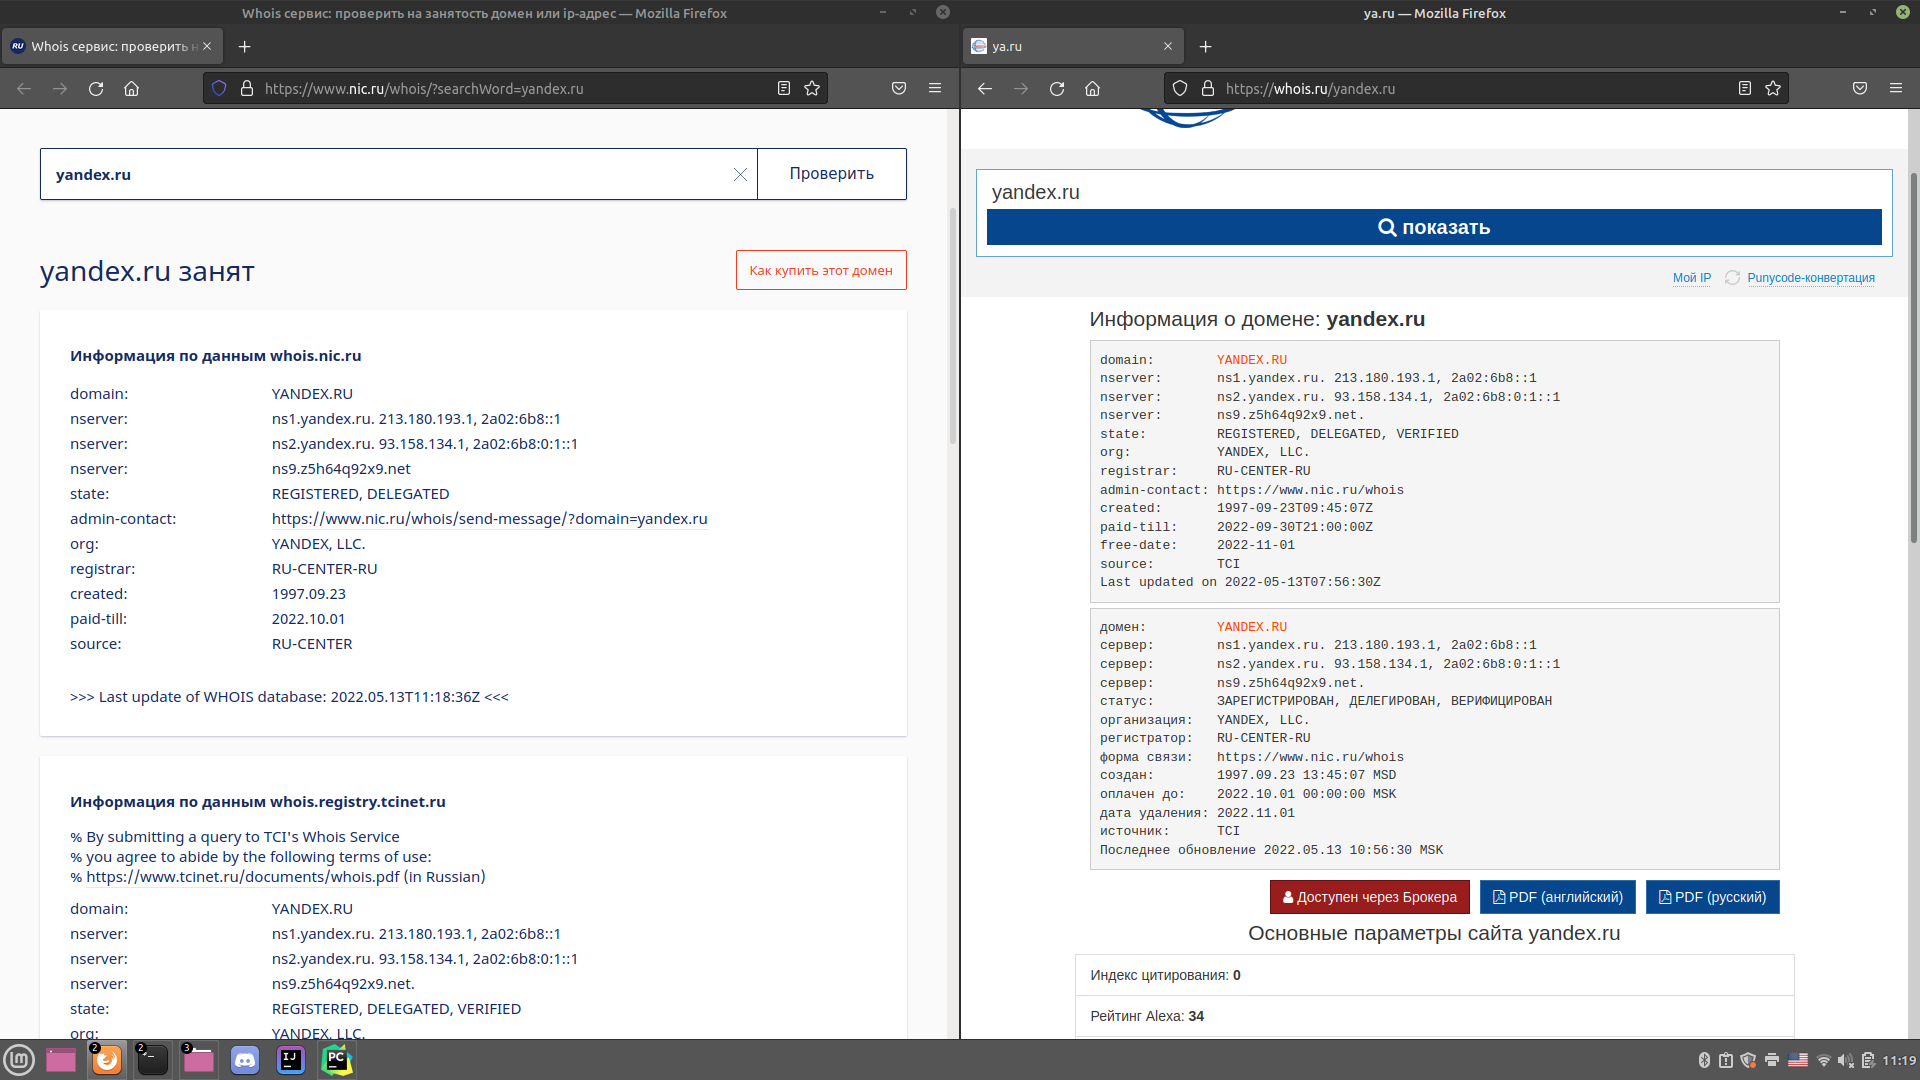 Whois сервис: проверить на занятость домен или ip-адрес — Mozilla Firefox
RU Whois сервис: проверить н
https://www.nic.ru/whois/?searchWord=yandex.ru
yandex.ru
Проверить
yandex.ru занят
Как купить этот домен
Информация по данным whois.nic.ru
domain: YANDEX.RU
nserver: ns1.yandex.ru. 213.180.193.1, 2a02:6b8::1
nserver: ns2.yandex.ru. 93.158.134.1, 2a02:6b8:0:1::1
nserver: ns9.z5h64q92x9.net
state: REGISTERED, DELEGATED
admin-contact: https://www.nic.ru/whois/send-message/?domain=yandex.ru
org: YANDEX, LLC.
registrar: RU-CENTER-RU
created: 1997.09.23
paid-till: 2022.10.01
source: RU-CENTER
>>> Last update of WHOIS database: 2022.05.13T11:18:36Z <<<
Информация по данным whois.registry.tcinet.ru
% By submitting a query to TCI's Whois Service
% you agree to abide by the following terms of use:
% https://www.tcinet.ru/documents/whois.pdf (in Russian)
domain: YANDEX.RU
nserver: ns1.yandex.ru. 213.180.193.1, 2a02:6b8::1
nserver: ns2.yandex.ru. 93.158.134.1, 2a02:6b8:0:1::1
nserver: ns9.z5h64q92x9.net.
state: REGISTERED, DELEGATED, VERIFIED
org: YANDEX, LLC.
ya.ru — Mozilla Firefox
ya.ru
https://whois.ru/yandex.ru
yandex.ru
показать
Мой IP Punycode-конвертация
Информация о домене: yandex.ru
domain: YANDEX.RU
nserver: ns1.yandex.ru. 213.180.193.1, 2a02:6b8::1
nserver: ns2.yandex.ru. 93.158.134.1, 2a02:6b8:0:1::1
nserver: ns9.z5h64q92x9.net.
state: REGISTERED, DELEGATED, VERIFIED
org: YANDEX, LLC.
registrar: RU-CENTER-RU
admin-contact: https://www.nic.ru/whois
created: 1997-09-23T09:45:07Z
paid-till: 2022-09-30T21:00:00Z
free-date: 2022-11-01
source: TCI
Last updated on 2022-05-13T07:56:30Z
домен: YANDEX.RU
сервер: ns1.yandex.ru. 213.180.193.1, 2a02:6b8::1
сервер: ns2.yandex.ru. 93.158.134.1, 2a02:6b8:0:1::1
сервер: ns9.z5h64q92x9.net.
статус: ЗАРЕГИСТРИРОВАН, ДЕЛЕГИРОВАН, ВЕРИФИЦИРОВАН
организация: YANDEX, LLC.
регистратор: RU-CENTER-RU
форма связи: https://www.nic.ru/whois
создан: 1997.09.23 13:45:07 MSD
оплачен до: 2022.10.01 00:00:00 MSK
дата удаления: 2022.11.01
источник: TCI
Последнее обновление 2022.05.13 10:56:30 MSK
Доступен через Брокера PDF (английский) PDF (русский)
Основные параметры сайта yandex.ru
Индекс цитирования: 0
Рейтинг Alexa: 34
2 2 3 IJ PC 11:19